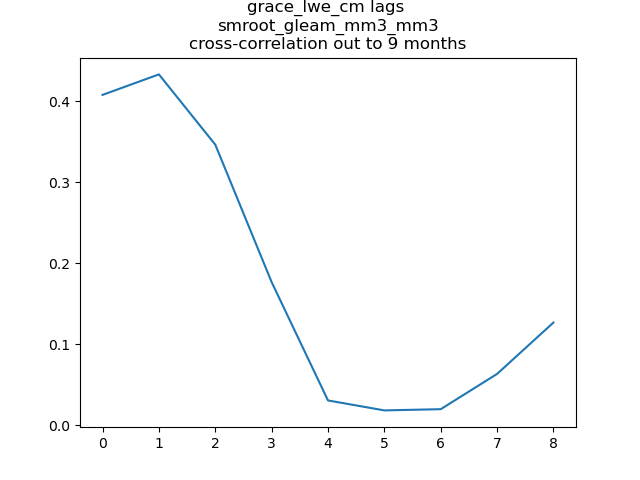 grace_lwe_cm lags
smroot_gleam_mm3_mm3
cross-correlation out to 9 months
0.4
0.3
0.2
0.1
0.0
0 1 2 3 4 5 6 7 8